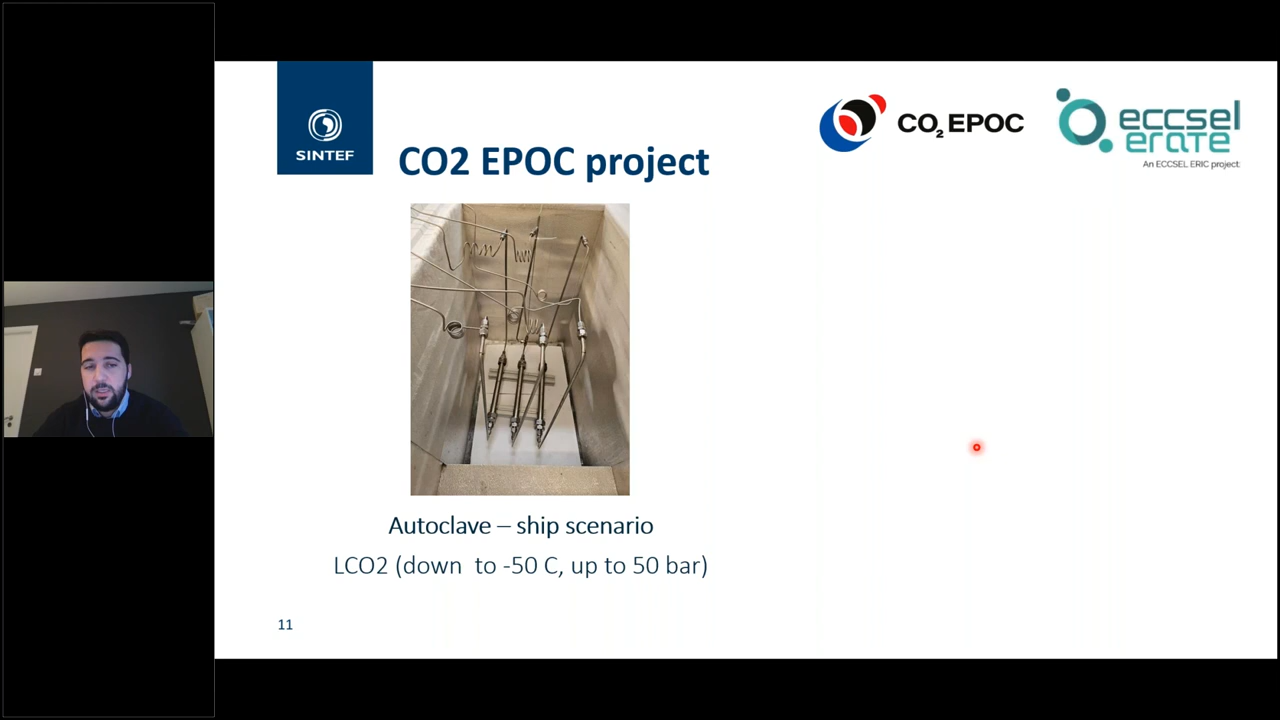 SINTEF
CO2 EPOC project
CO₂ EPOC
eccsel
erate
An ECCSEL ERIC project
Autoclave – ship scenario
LCO2 (down  to -50 C, up to 50 bar)
11